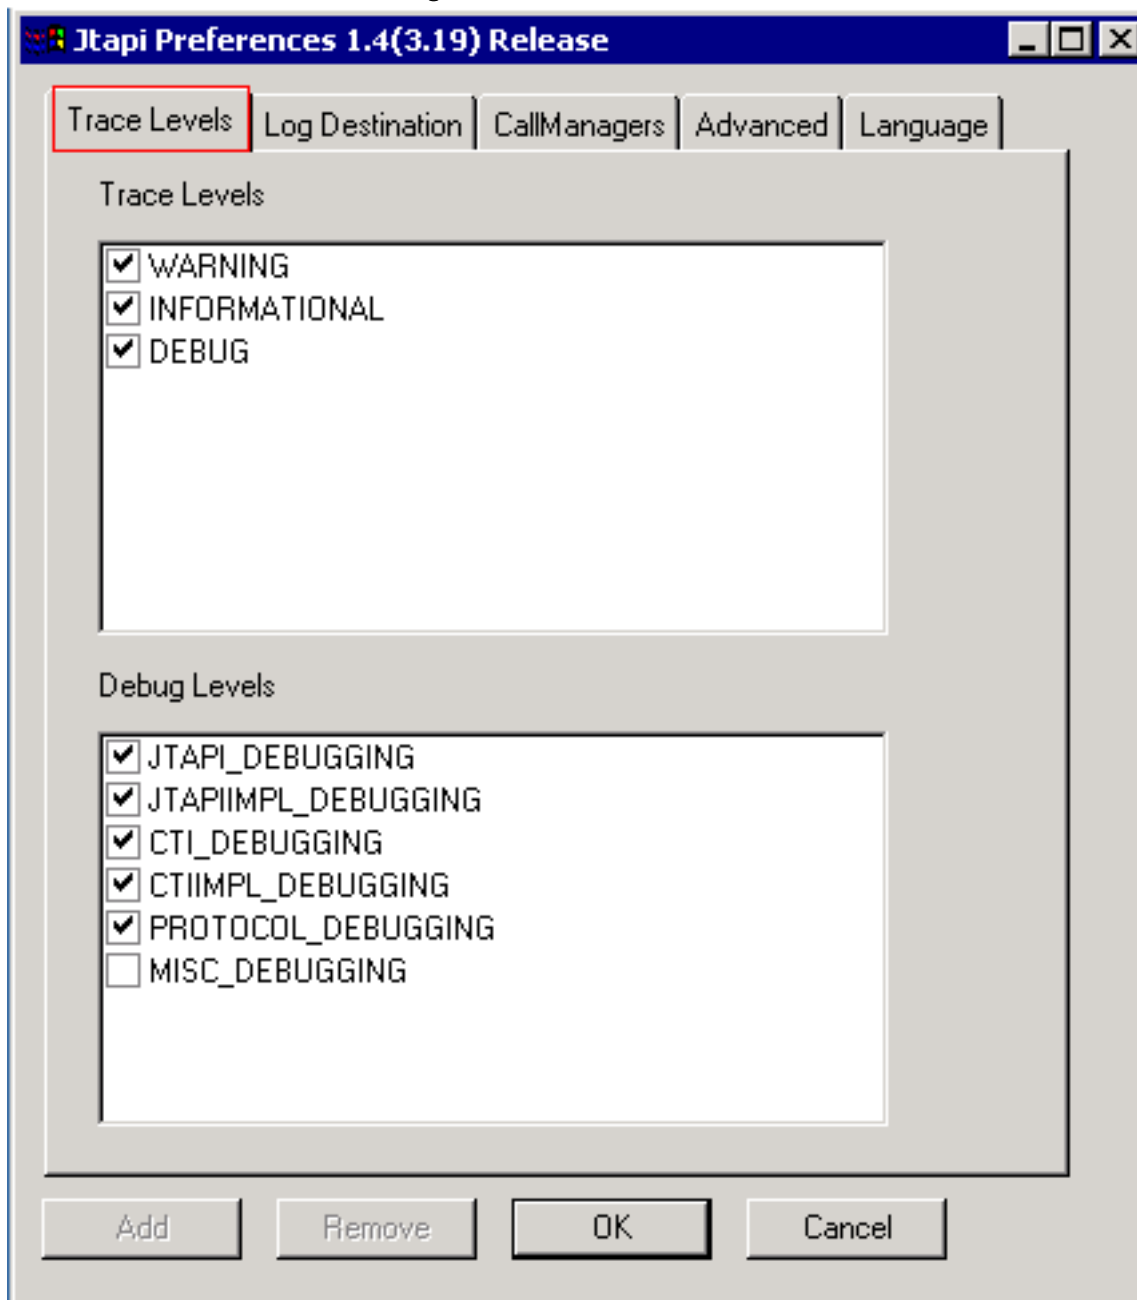 Jtapi Preferences 1.4(3.19) Release
Trace Levels Log Destination CallManagers Advanced Language
Trace Levels
WARNING
INFORMATIONAL
DEBUG
Debug Levels
JTAPI_DEBUGGING
JTAPIIMPL_DEBUGGING
CTI_DEBUGGING
CTIIMPL_DEBUGGING
PROTOCOL_DEBUGGING
MISC_DEBUGGING
Add Remove OK Cancel